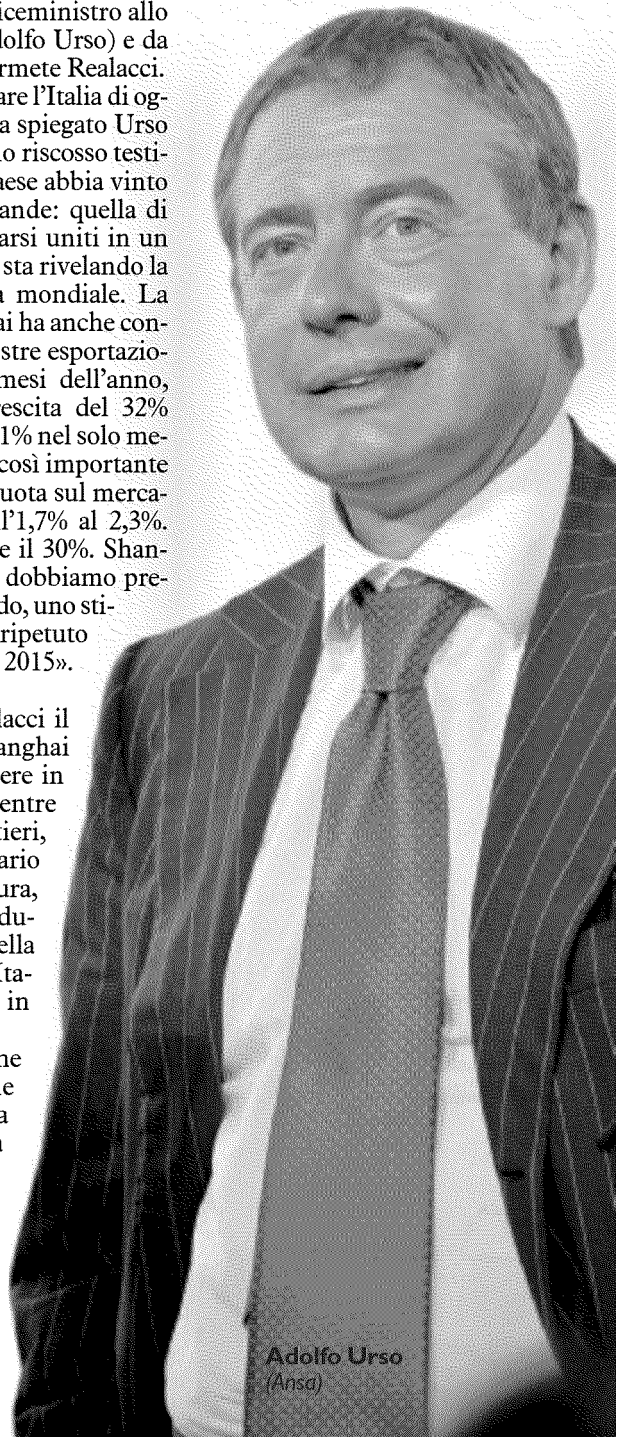 iceministro allo
dolfo Urso) e da
rmete Realacci.
are l'Italia di og-
a spiegato Urso
o riscosso testi-
aese abbia vinto
ande: quella di
arsi uniti in un
sta rivelando la
a mondiale. La
ai ha anche con-
stre esportazio-
mesi dell'anno,
rescita del 32%
1% nel solo me-
così importante
uota sul merca-
l'1,7% al 2,3%.
e il 30%. Shan-
dobbiamo pre-
do, uno sti-
ripetuto
2015».
lacci il
anghai
ere in
entre
tieri,
ario
ura,
du-
ella
Ita-
in
ne
e
a
Adolfo Urso
(Ansa)